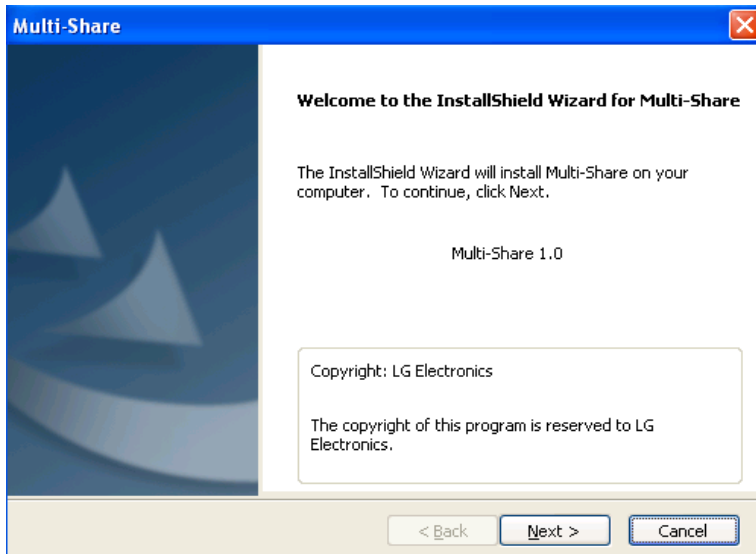 Multi-Share
Welcome to the InstallShield Wizard for Multi-Share
The InstallShield Wizard will install Multi-Share on your
computer.  To continue, click Next.
Multi-Share 1.0
Copyright: LG Electronics
The copyright of this program is reserved to LG
Electronics.
< Back Next > Cancel